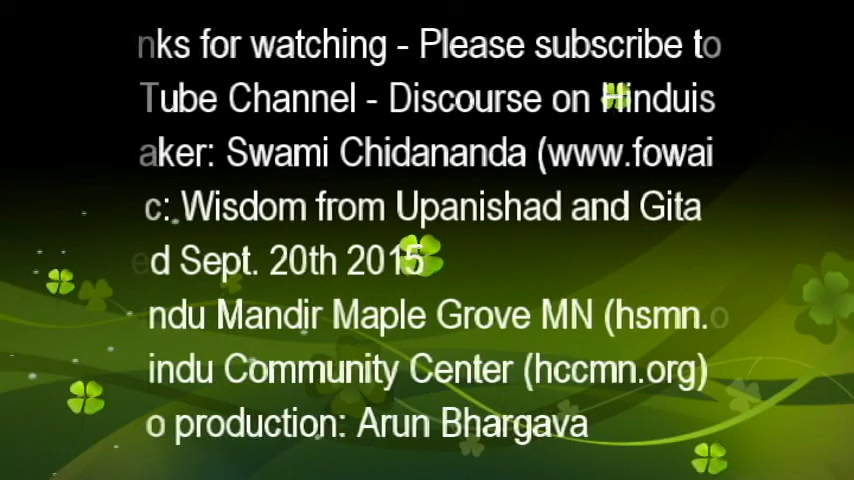 nks for watching - Please subscribe to
Tube Channel - Discourse on Hinduis
aker: Swami Chidananda (www.fowai
c: Wisdom from Upanishad and Gita
ed Sept. 20th 2015
ndu Mandir Maple Grove MN (hsmn.o
indu Community Center (hccmn.org)
o production: Arun Bhargava